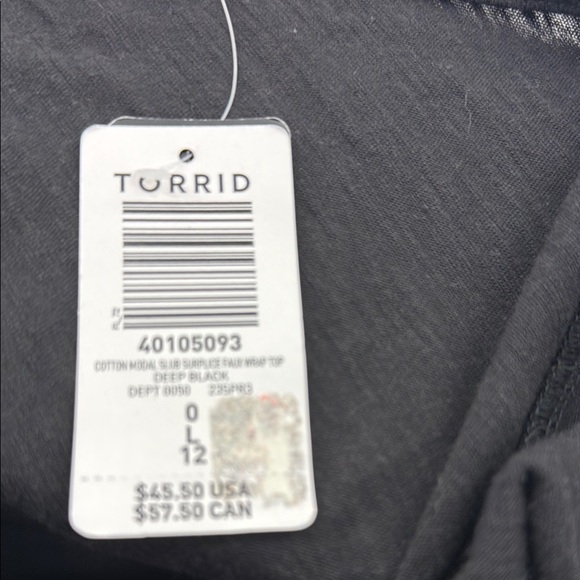 TORRID
40105093
COTTON MODAL SLUB SURPLICE FAUX WRAP TOP
DEEP BLACK
DEPT 0050 23SPR3
0
L
12
$45.50 USA
$57.50 CAN